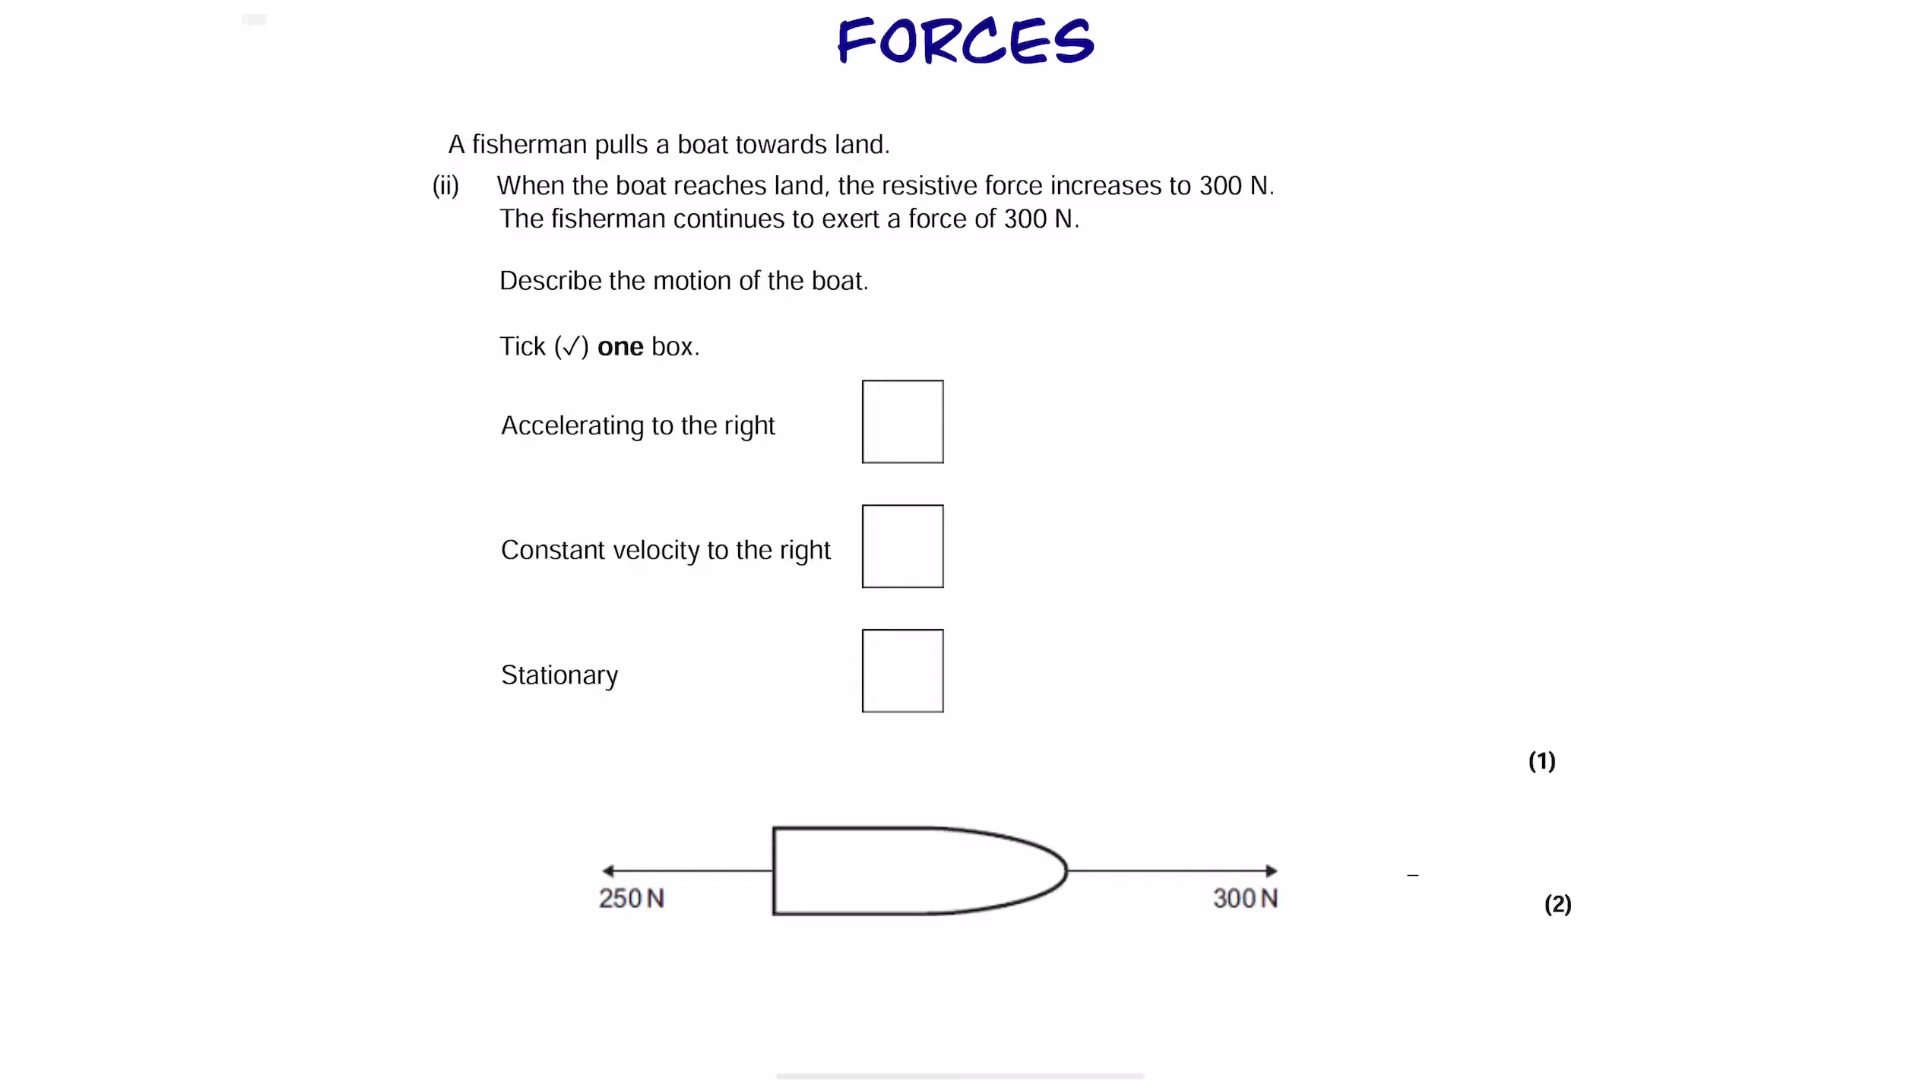 FORCES
A fisherman pulls a boat towards land.
(ii) When the boat reaches land, the resistive force increases to 300 N.
The fisherman continues to exert a force of 300 N.
Describe the motion of the boat.
Tick (✓) one box.
Accelerating to the right
Constant velocity to the right
Stationary
(1)
250 N
300 N
(2)